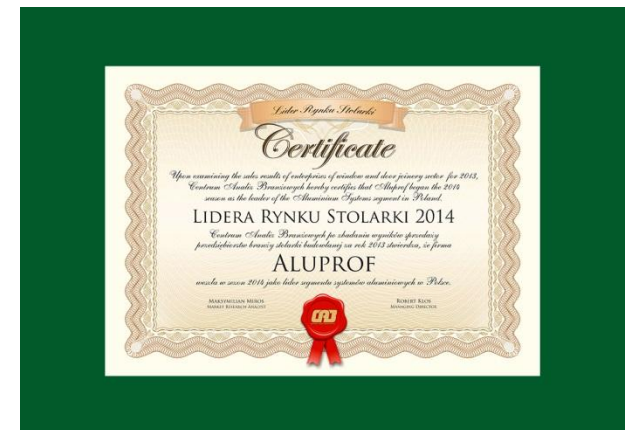 Lider Rynku Stolarki
Certificate
Upon examining the sales results of enterprises of window and door joinery sector for 2013,
Centrum Analiz Branżowych hereby certifies that Aluprof began the 2014
season as the leader of the Aluminium Systems segment in Poland.
LIDERA RYNKU STOLARKI 2014
Centrum Analiz Branżowych po zbadaniu wyników sprzedaży
przedsiębiorstw branży stolarki budowlanej za rok 2013 stwierdza, że firma
ALUPROF
weszła w sezon 2014 jako lider segmentu systemów aluminiowych w Polsce.
MAKSYMILIAN MIROS ROBERT KLOS
MARKET RESEARCH ANALYST MANAGING DIRECTOR